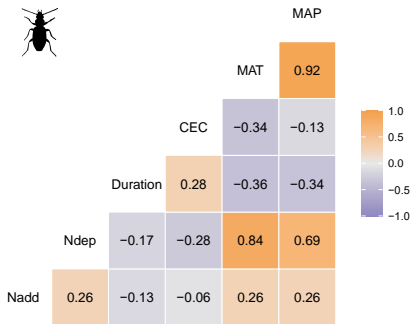 MAP
MAT 0.92
CEC −0.34 −0.13
Duration 0.28 −0.36 −0.34
Ndep −0.17 −0.28 0.84 0.69
Nadd 0.26 −0.13 −0.06 0.26 0.26
1.0
0.5
0.0
−0.5
−1.0